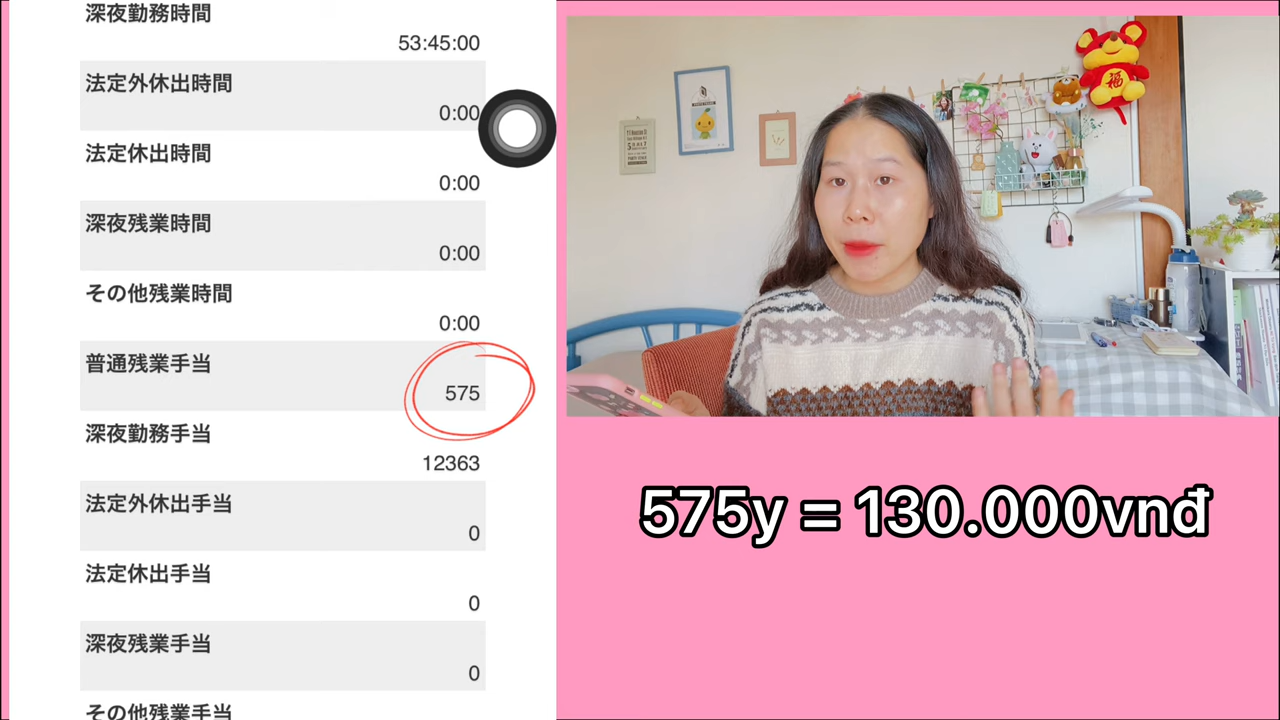 深夜勤務時間
53:45:00
法定外休出時間
0:00
法定休出時間
0:00
深夜残業時間
0:00
その他残業時間
0:00
普通残業手当
575
深夜勤務手当
12363
法定外休出手当
0
法定休出手当
0
深夜残業手当
0
その他残業手当
福
575y = 130.000vnđ